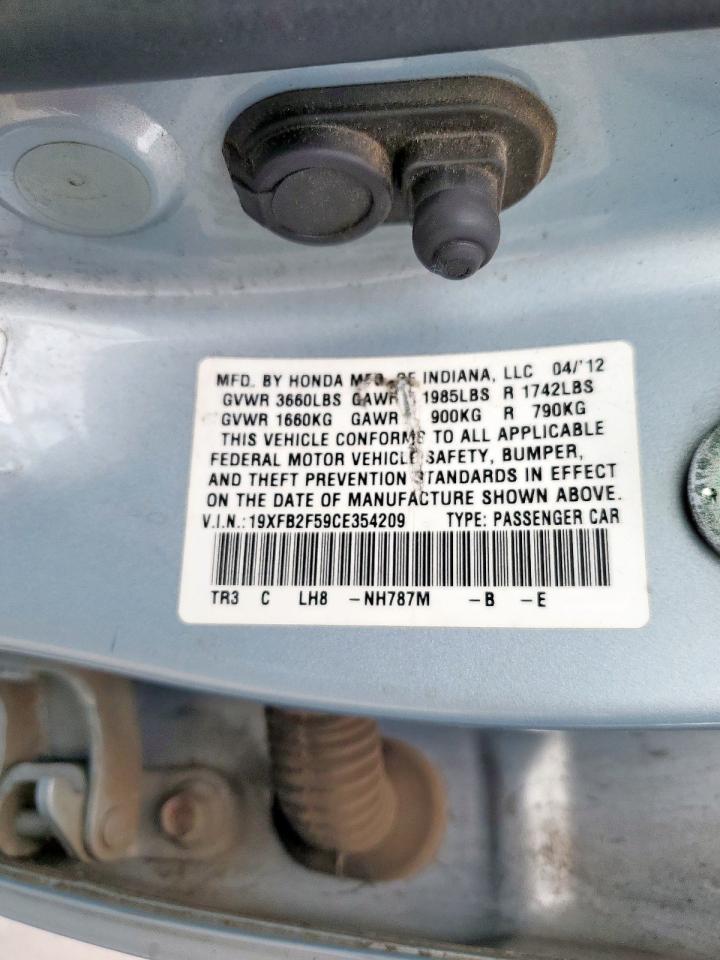 MFD. BY HONDA MFG. OF INDIANA, LLC 04/'12
GVWR 3660LBS GAWR 1985LBS R 1742LBS
GVWR 1660KG GAWR 900KG R 790KG
THIS VEHICLE CONFORMS TO ALL APPLICABLE
FEDERAL MOTOR VEHICLE SAFETY, BUMPER,
AND THEFT PREVENTION STANDARDS IN EFFECT
ON THE DATE OF MANUFACTURE SHOWN ABOVE.
V.I.N.: 19XFB2F59CE354209 TYPE: PASSENGER CAR
TR3 C LH8 -NH787M -B -E